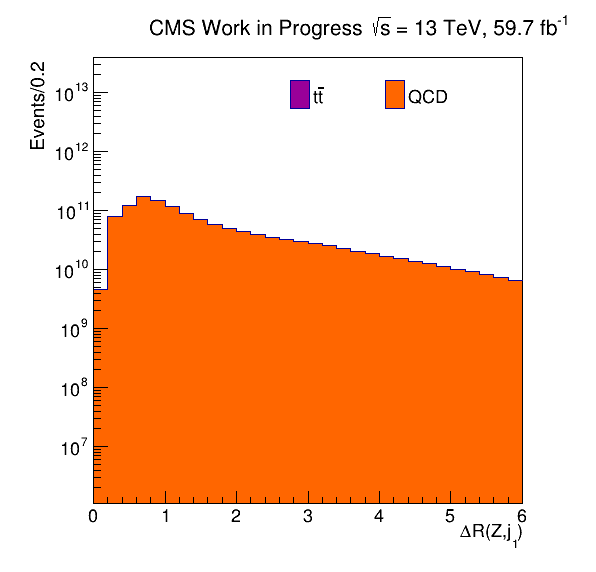 CMS Work in Progress √s = 13 TeV, 59.7 fb⁻¹
Events/0.2
tt̄ QCD
10¹³
10¹²
10¹¹
10¹⁰
10⁹
10⁸
10⁷
0 1 2 3 4 5 6
ΔR(Z,j₁)